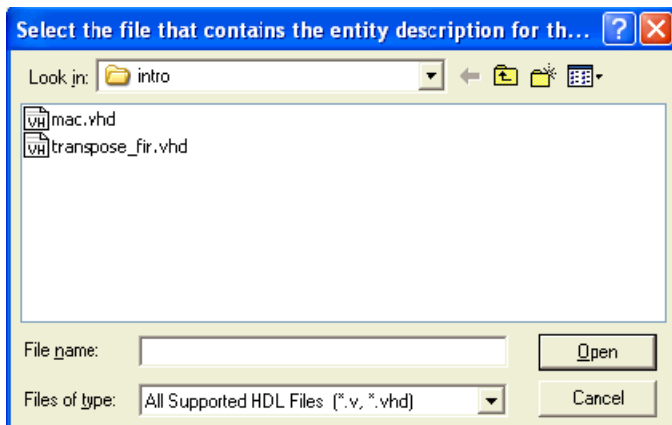 Select the file that contains the entity description for th...
Look in: intro
mac.vhd
transpose_fir.vhd
File name:
Open
Files of type: All Supported HDL Files (*.v, *.vhd)
Cancel